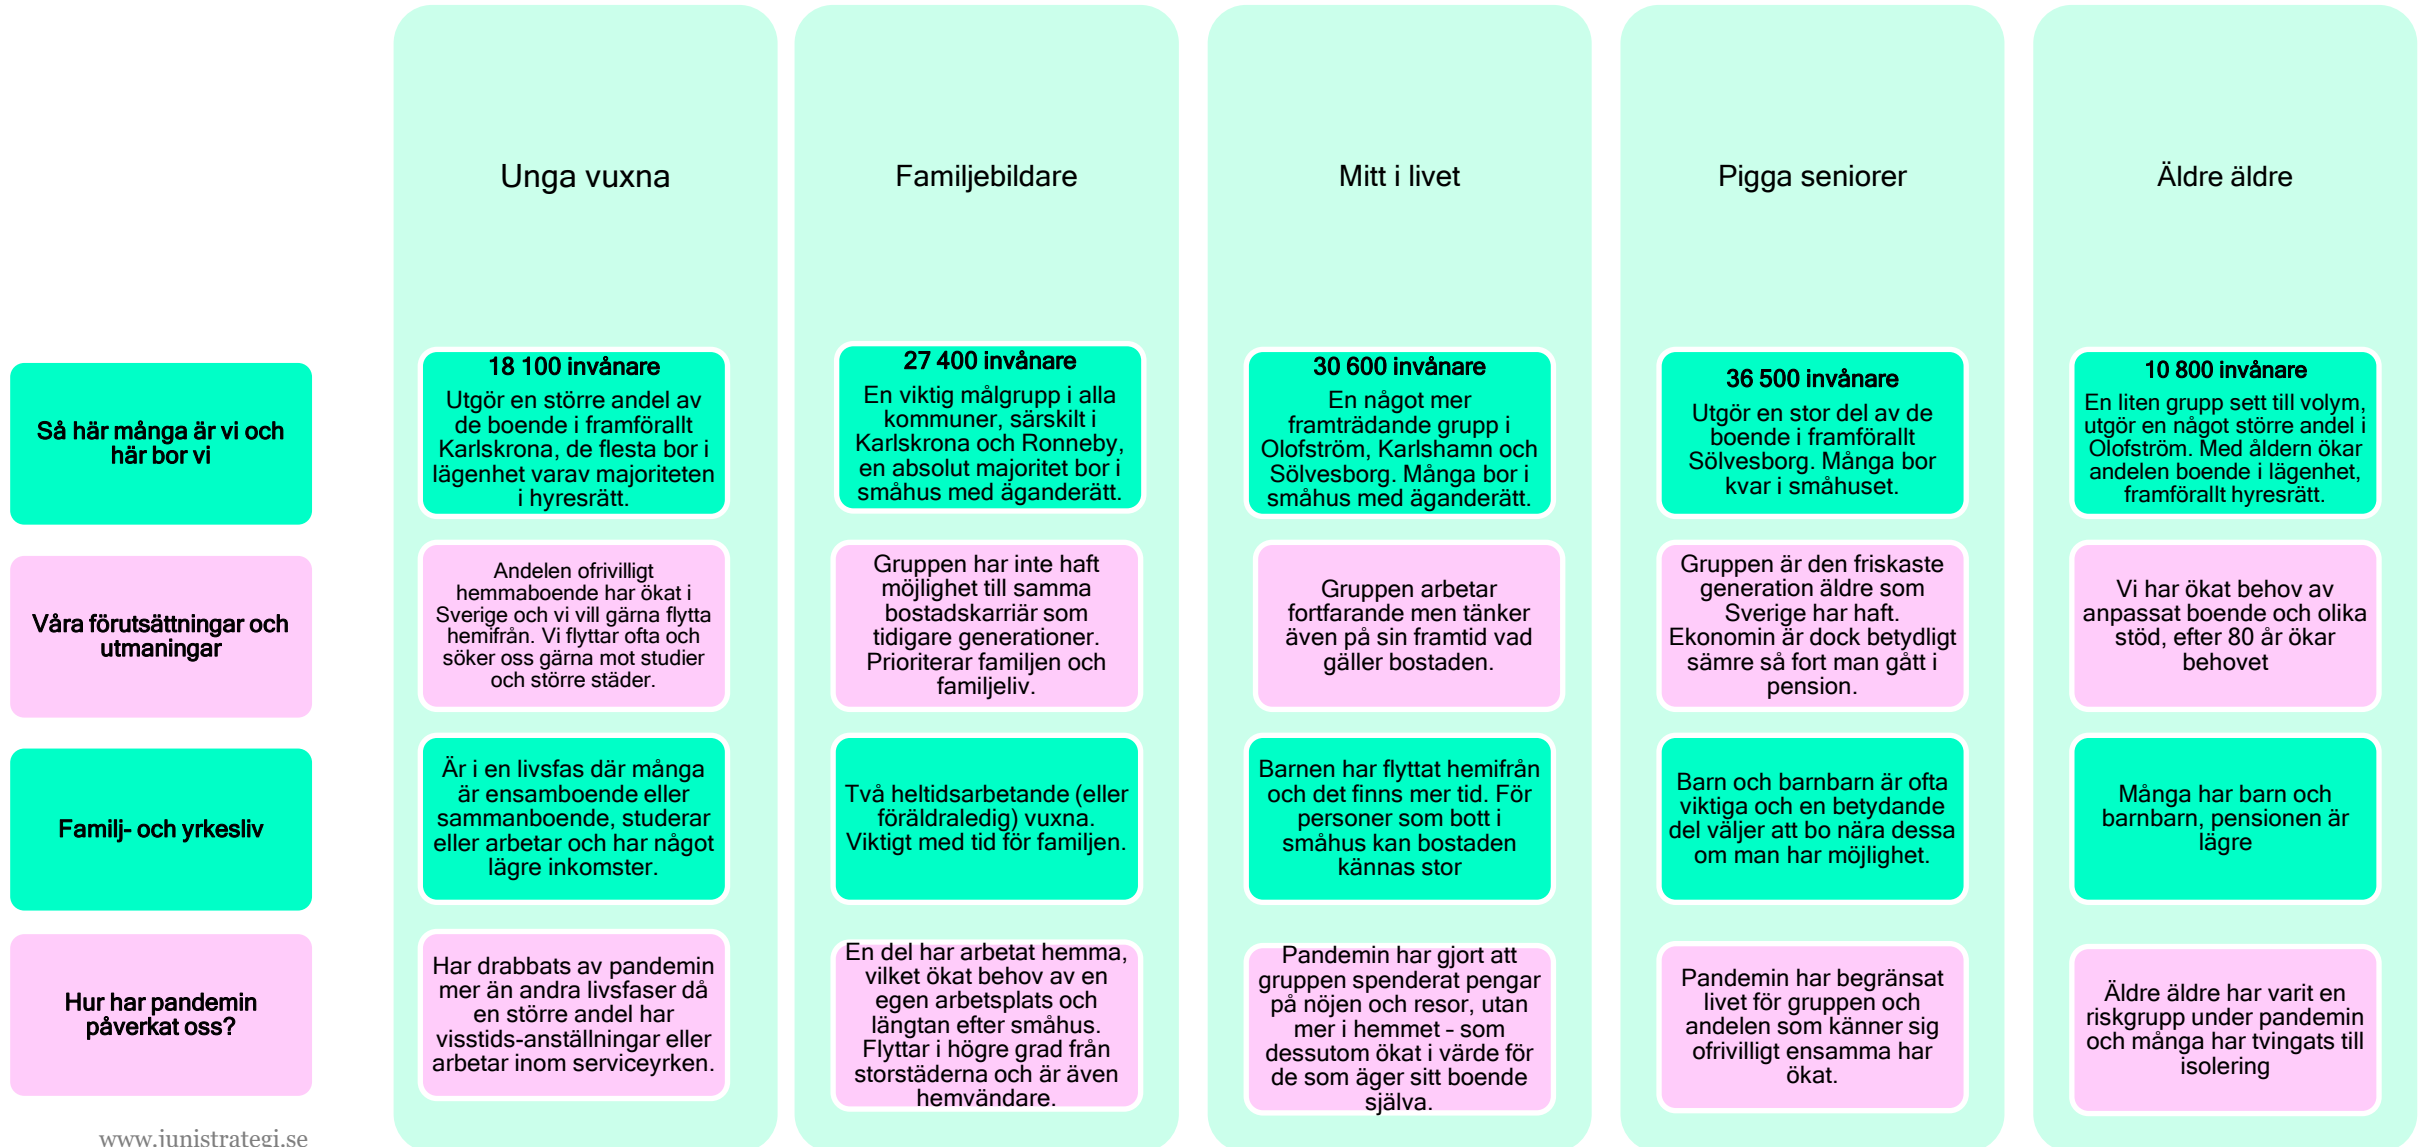 Unga vuxna
Familjebildare
Mitt i livet
Pigga seniorer
Äldre äldre
Så här många är vi och
här bor vi
18 100 invånare
Utgör en större andel av
de boende i framförallt
Karlskrona, de flesta bor i
lägenhet varav majoriteten
i hyresrätt.
27 400 invånare
En viktig målgrupp i alla
kommuner, särskilt i
Karlskrona och Ronneby,
en absolut majoritet bor i
småhus med äganderätt.
30 600 invånare
En något mer
framträdande grupp i
Olofström, Karlshamn och
Sölvesborg. Många bor i
småhus med äganderätt.
36 500 invånare
Utgör en stor del av de
boende i framförallt
Sölvesborg. Många bor
kvar i småhuset.
10 800 invånare
En liten grupp sett till volym,
utgör en något större andel i
Olofström. Med åldern ökar
andelen boende i lägenhet,
framförallt hyresrätt.
Våra förutsättningar och
utmaningar
Andelen ofrivilligt
hemmaboende har ökat i
Sverige och vi vill gärna flytta
hemifrån. Vi flyttar ofta och
söker oss gärna mot studier
och större städer.
Gruppen har inte haft
möjlighet till samma
bostadskarriär som
tidigare generationer.
Prioriterar familjen och
familjeliv.
Gruppen arbetar
fortfarande men tänker
även på sin framtid vad
gäller bostaden.
Gruppen är den friskaste
generation äldre som
Sverige har haft.
Ekonomin är dock betydligt
sämre så fort man gått i
pension.
Vi har ökat behov av
anpassat boende och olika
stöd, efter 80 år ökar
behovet
Familj- och yrkesliv
Är i en livsfas där många
är ensamboende eller
sammanboende, studerar
eller arbetar och har något
lägre inkomster.
Två heltidsarbetande (eller
föräldraledig) vuxna.
Viktigt med tid för familjen.
Barnen har flyttat hemifrån
och det finns mer tid. För
personer som bott i
småhus kan bostaden
kännas stor
Barn och barnbarn är ofta
viktiga och en betydande
del väljer att bo nära dessa
om man har möjlighet.
Många har barn och
barnbarn, pensionen är
lägre
Hur har pandemin
påverkat oss?
Har drabbats av pandemin
mer än andra livsfaser då
en större andel har
visstids-anställningar eller
arbetar inom serviceyrken.
En del har arbetat hemma,
vilket ökat behov av en
egen arbetsplats och
längtan efter småhus.
Flyttar i högre grad från
storstäderna och är även
hemvändare.
Pandemin har gjort att
gruppen spenderat pengar
på nöjen och resor, utan
mer i hemmet - som
dessutom ökat i värde för
de som äger sitt boende
själva.
Pandemin har begränsat
livet för gruppen och
andelen som känner sig
ofrivilligt ensamma har
ökat.
Äldre äldre har varit en
riskgrupp under pandemin
och många har tvingats till
isolering
www.junistrategi.se